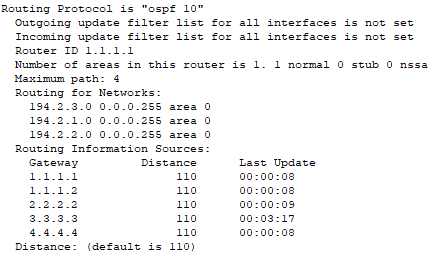 Routing Protocol is "ospf 10"
Outgoing update filter list for all interfaces is not set
Incoming update filter list for all interfaces is not set
Router ID 1.1.1.1
Number of areas in this router is 1. 1 normal 0 stub 0 nssa
Maximum path: 4
Routing for Networks:
194.2.3.0 0.0.0.255 area 0
194.2.1.0 0.0.0.255 area 0
194.2.2.0 0.0.0.255 area 0
Routing Information Sources:
Gateway Distance Last Update
1.1.1.1 110 00:00:08
1.1.1.2 110 00:00:08
2.2.2.2 110 00:00:09
3.3.3.3 110 00:03:17
4.4.4.4 110 00:00:08
Distance: (default is 110)